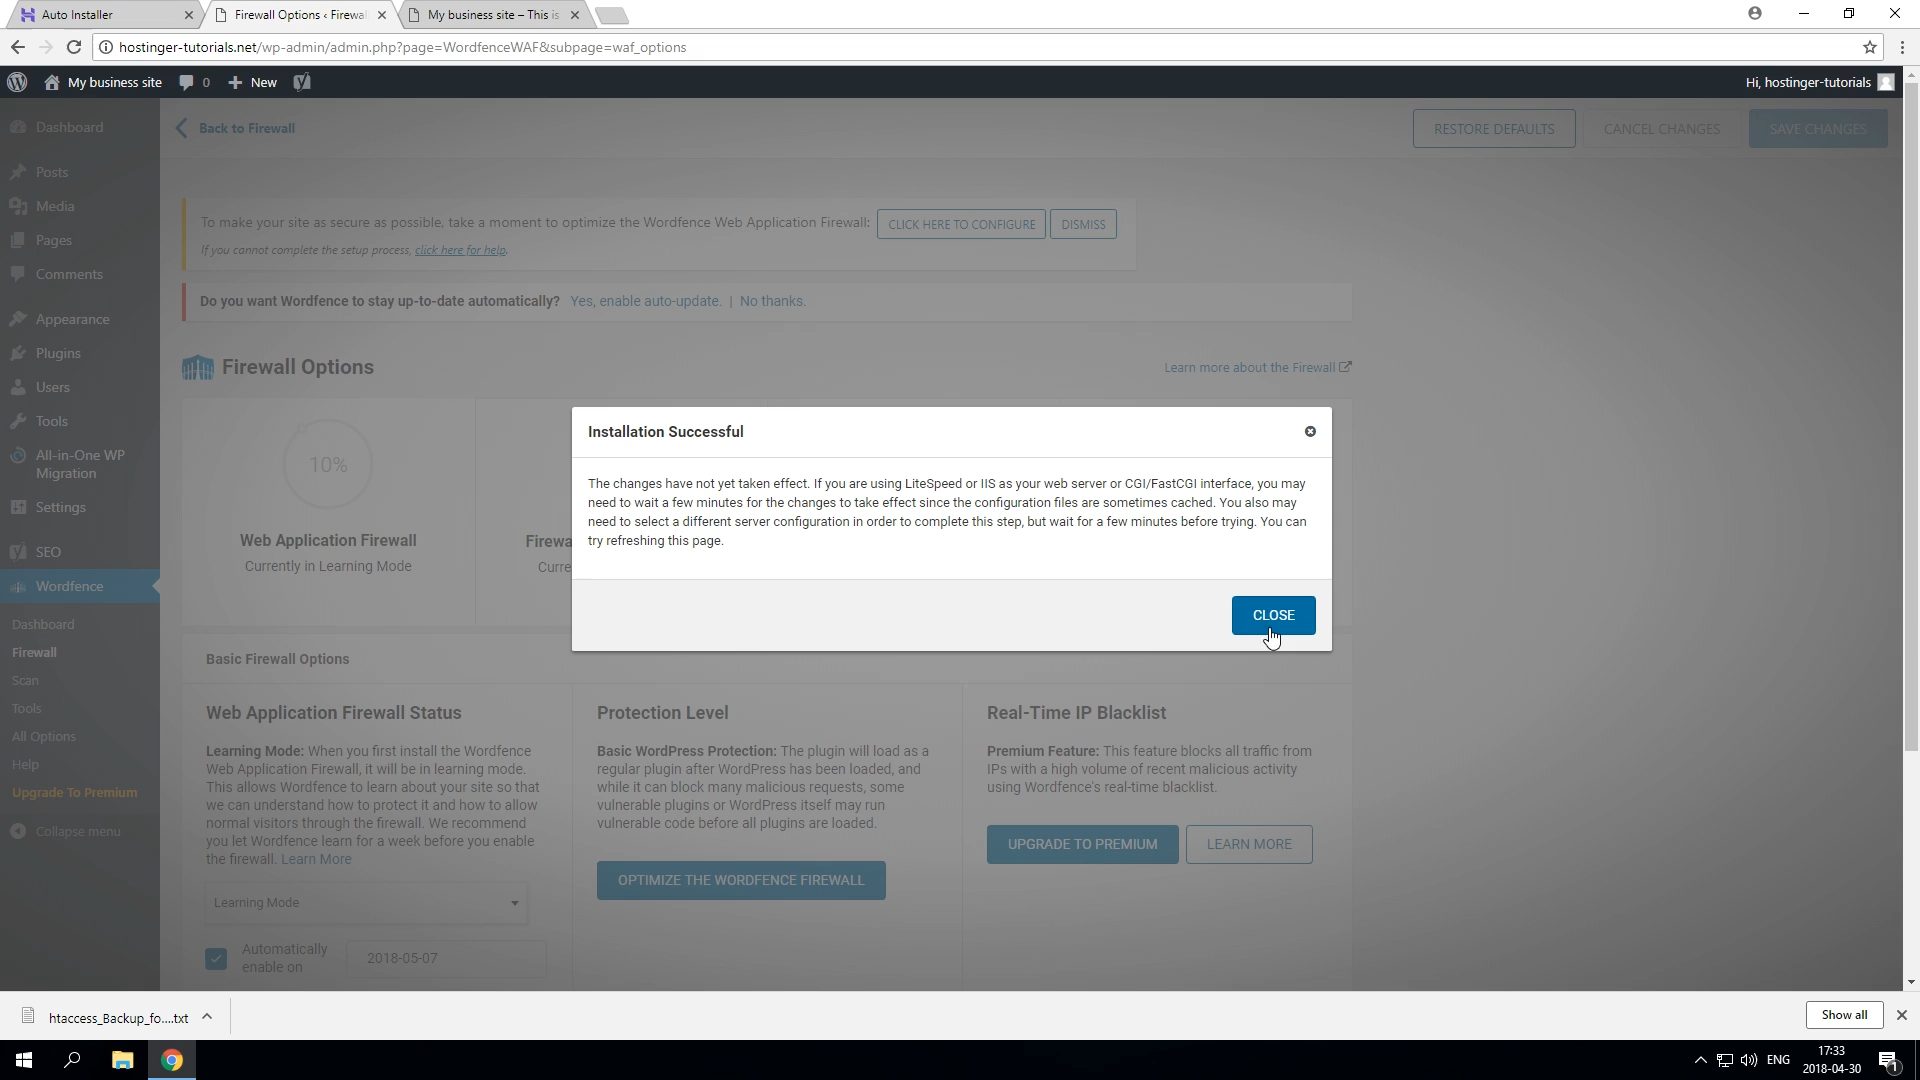 Auto Installer
Firewall Options ‹ Firewal
My business site – This is
hostinger-tutorials.net/wp-admin/admin.php?page=WordfenceWAF&subpage=waf_options
My business site
0
New
Hi, hostinger-tutorials
Dashboard
Posts
Media
Pages
Comments
Appearance
Plugins
Users
Tools
All-in-One WP
Migration
Settings
SEO
Wordfence
Dashboard
Firewall
Scan
Tools
All Options
Help
Upgrade To Premium
Collapse menu
Back to Firewall
RESTORE DEFAULTS
CANCEL CHANGES
SAVE CHANGES
To make your site as secure as possible, take a moment to optimize the Wordfence Web Application Firewall:
CLICK HERE TO CONFIGURE
DISMISS
If you cannot complete the setup process, click here for help.
Do you want Wordfence to stay up-to-date automatically? Yes, enable auto-update. | No thanks.
Firewall Options
Learn more about the Firewall
10%
Web Application Firewall
Currently in Learning Mode
Firewa
Curre
Installation Successful
The changes have not yet taken effect. If you are using LiteSpeed or IIS as your web server or CGI/FastCGI interface, you may
need to wait a few minutes for the changes to take effect since the configuration files are sometimes cached. You also may
need to select a different server configuration in order to complete this step, but wait for a few minutes before trying. You can
try refreshing this page.
CLOSE
Basic Firewall Options
Web Application Firewall Status
Learning Mode: When you first install the Wordfence
Web Application Firewall, it will be in learning mode.
This allows Wordfence to learn about your site so that
we can understand how to protect it and how to allow
normal visitors through the firewall. We recommend
you let Wordfence learn for a week before you enable
the firewall. Learn More
Learning Mode
Automatically
enable on
2018-05-07
Protection Level
Basic WordPress Protection: The plugin will load as a
regular plugin after WordPress has been loaded, and
while it can block many malicious requests, some
vulnerable plugins or WordPress itself may run
vulnerable code before all plugins are loaded.
OPTIMIZE THE WORDFENCE FIREWALL
Real-Time IP Blacklist
Premium Feature: This feature blocks all traffic from
IPs with a high volume of recent malicious activity
using Wordfence's real-time blacklist.
UPGRADE TO PREMIUM
LEARN MORE
htaccess_Backup_fo....txt
Show all
ENG
17:33
2018-04-30
1